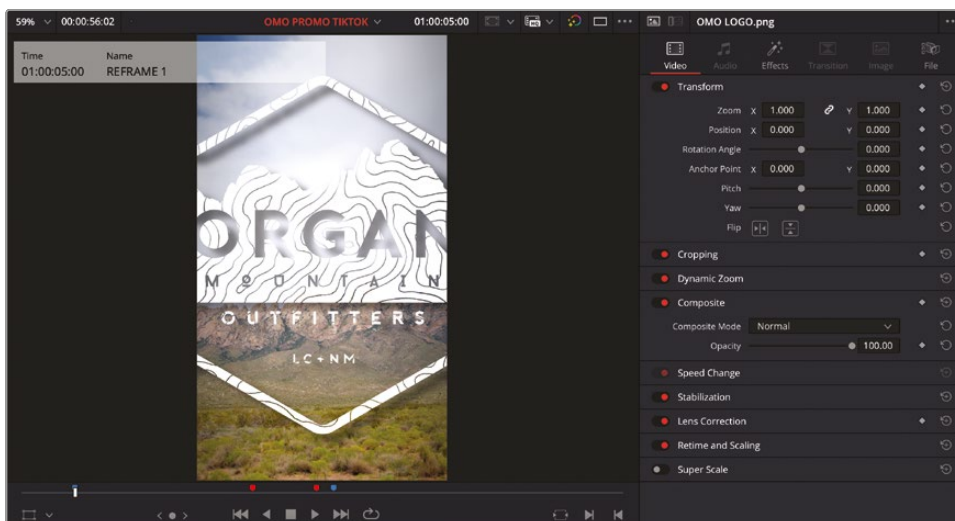 59% 00:00:56:02 OMO PROMO TIKTOK 01:00:05:00 HQ OMO LOGO.png
Time Name
01:00:05:00 REFRAME 1
ORGAN
MOUNTAIN
OUTFITTERS
LC+NM
Video Audio Effects Transition Image File
Transform
Zoom X 1.000 Y 1.000
Position X 0.000 Y 0.000
Rotation Angle 0.000
Anchor Point X 0.000 Y 0.000
Pitch 0.000
Yaw 0.000
Flip
Cropping
Dynamic Zoom
Composite
Composite Mode Normal
Opacity 100.00
Speed Change
Stabilization
Lens Correction
Retime and Scaling
Super Scale